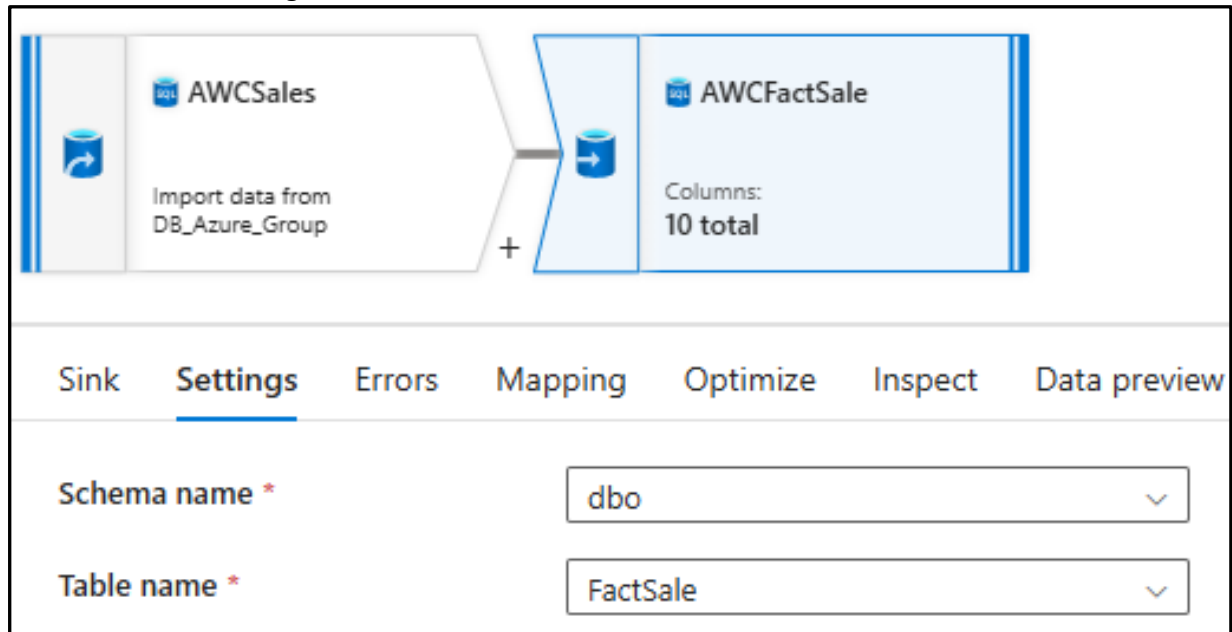 AWCSales
Import data from
DB_Azure_Group
+
AWCFactSale
Columns:
10 total
Sink Settings Errors Mapping Optimize Inspect Data preview
Schema name *
dbo
Table name *
FactSale